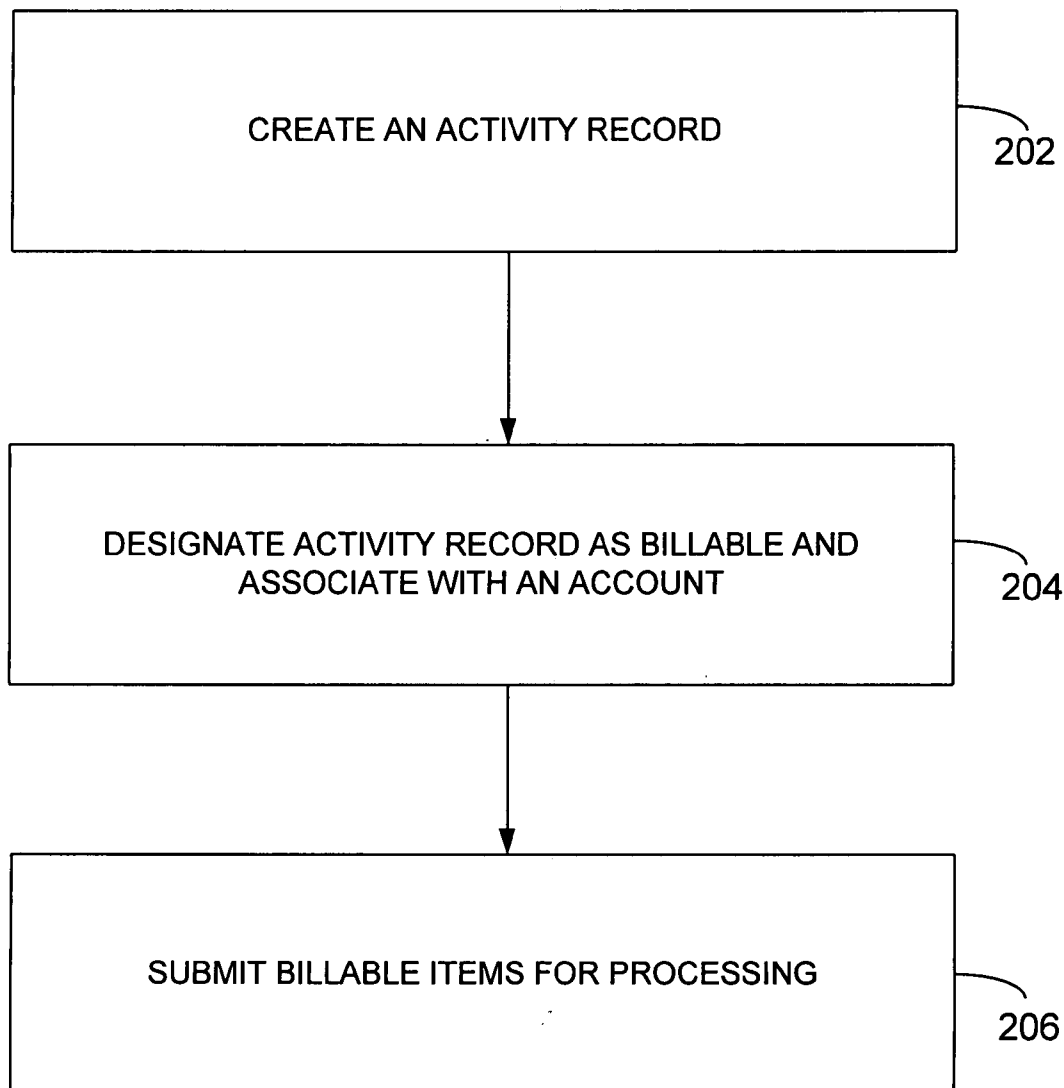 CREATE AN ACTIVITY RECORD
202
DESIGNATE ACTIVITY RECORD AS BILLABLE AND
ASSOCIATE WITH AN ACCOUNT
204
SUBMIT BILLABLE ITEMS FOR PROCESSING
206